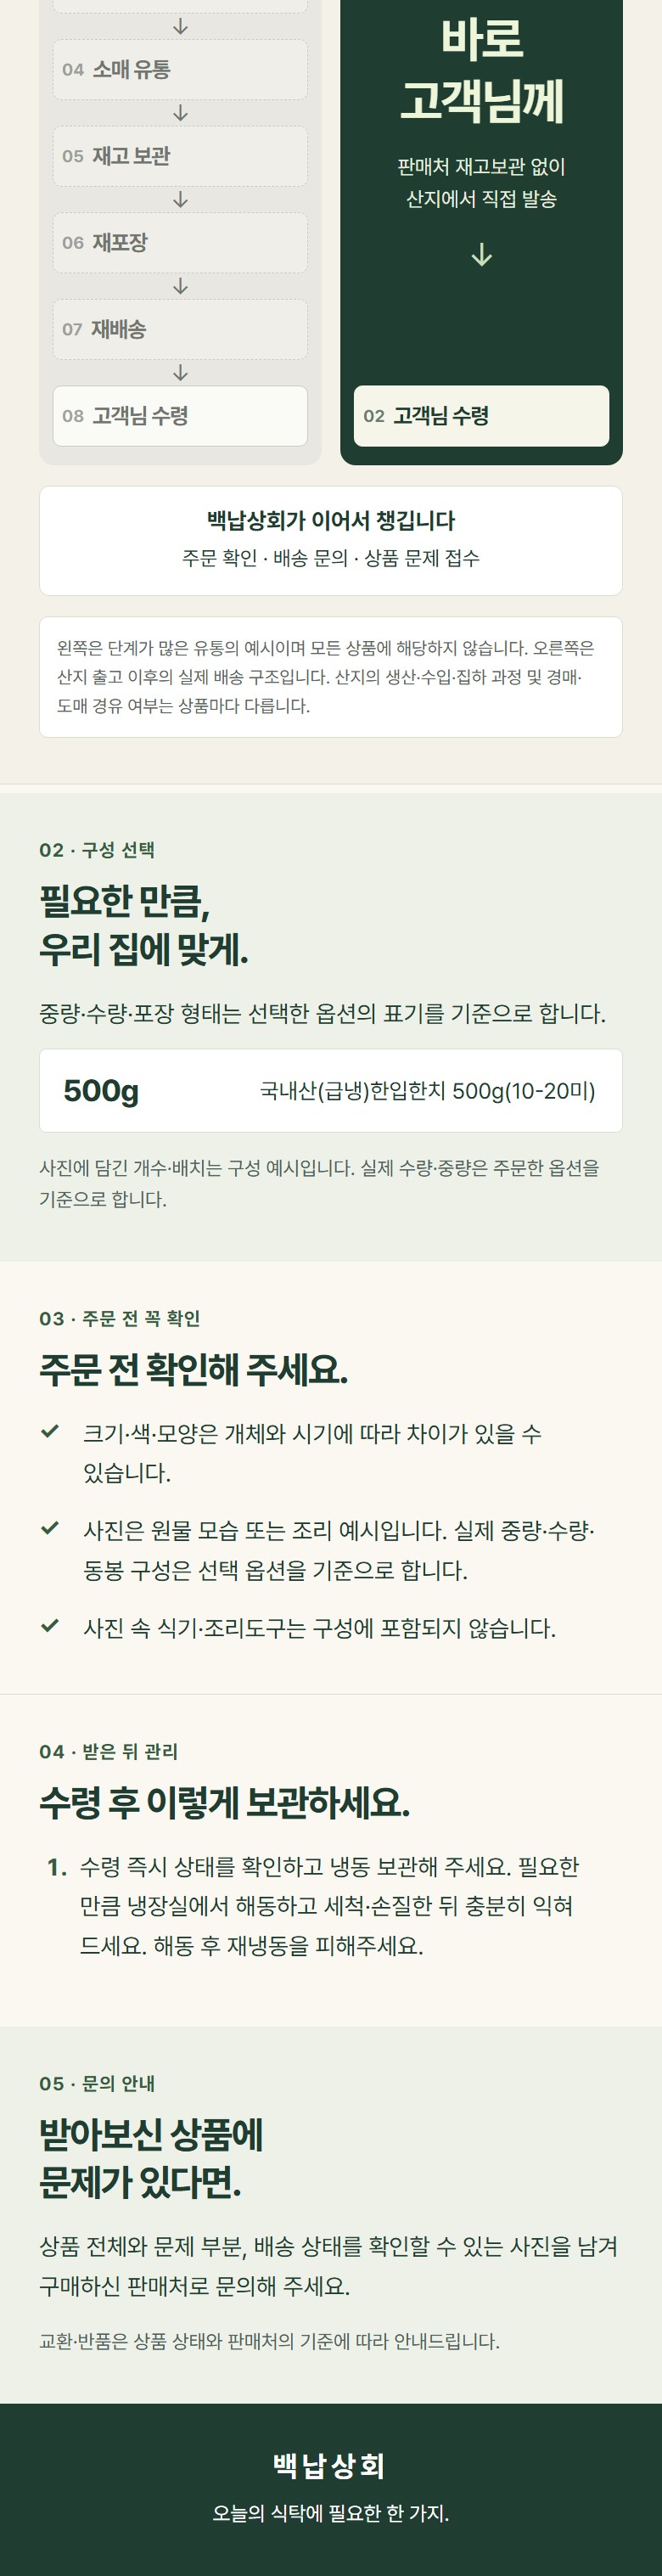 04 소매 유통
05 재고 보관
06 재포장
07 재배송
08 고객님 수령
바로
고객님께
판매처 재고보관 없이
산지에서 직접 발송
02 고객님 수령
백납상회가 이어서 챙깁니다
주문 확인 · 배송 문의 · 상품 문제 접수
왼쪽은 단계가 많은 유통의 예시이며 모든 상품에 해당하지 않습니다. 오른쪽은
산지 출고 이후의 실제 배송 구조입니다. 산지의 생산·수입·집하 과정 및 경매·
도매 경유 여부는 상품마다 다릅니다.
02 · 구성 선택
필요한 만큼,
우리 집에 맞게.
중량·수량·포장 형태는 선택한 옵션의 표기를 기준으로 합니다.
500g 국내산(급냉)한입한치 500g(10-20미)
사진에 담긴 개수·배치는 구성 예시입니다. 실제 수량·중량은 주문한 옵션을
기준으로 합니다.
03 · 주문 전 꼭 확인
주문 전 확인해 주세요.
크기·색·모양은 개체와 시기에 따라 차이가 있을 수
있습니다.
사진은 원물 모습 또는 조리 예시입니다. 실제 중량·수량·
동봉 구성은 선택 옵션을 기준으로 합니다.
사진 속 식기·조리도구는 구성에 포함되지 않습니다.
04 · 받은 뒤 관리
수령 후 이렇게 보관하세요.
1. 수령 즉시 상태를 확인하고 냉동 보관해 주세요. 필요한
만큼 냉장실에서 해동하고 세척·손질한 뒤 충분히 익혀
드세요. 해동 후 재냉동을 피해주세요.
05 · 문의 안내
받아보신 상품에
문제가 있다면.
상품 전체와 문제 부분, 배송 상태를 확인할 수 있는 사진을 남겨
구매하신 판매처로 문의해 주세요.
교환·반품은 상품 상태와 판매처의 기준에 따라 안내드립니다.
백납상회
오늘의 식탁에 필요한 한 가지.